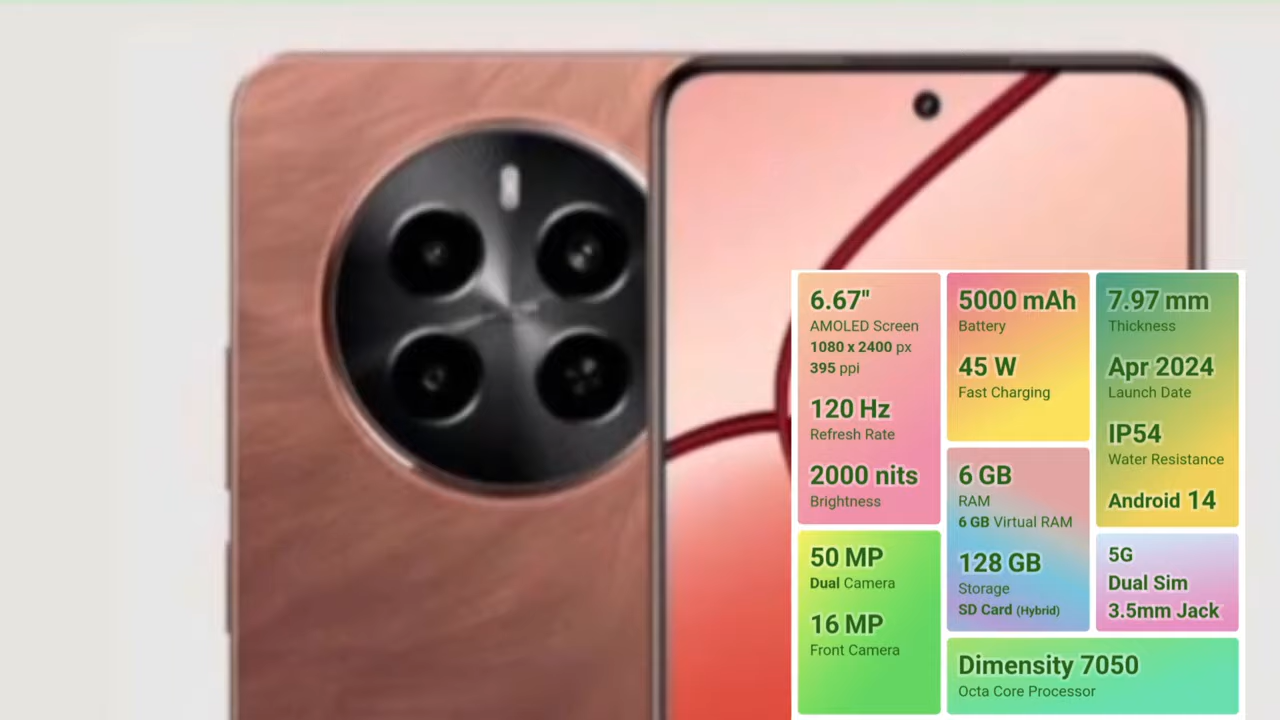 6.67"
AMOLED Screen
1080 x 2400 px
395 ppi
120 Hz
Refresh Rate
2000 nits
Brightness
50 MP
Dual Camera
16 MP
Front Camera
5000 mAh
Battery
45 W
Fast Charging
6 GB
RAM
6 GB Virtual RAM
128 GB
Storage
SD Card (Hybrid)
7.97 mm
Thickness
Apr 2024
Launch Date
IP54
Water Resistance
Android 14
5G
Dual Sim
3.5mm Jack
Dimensity 7050
Octa Core Processor